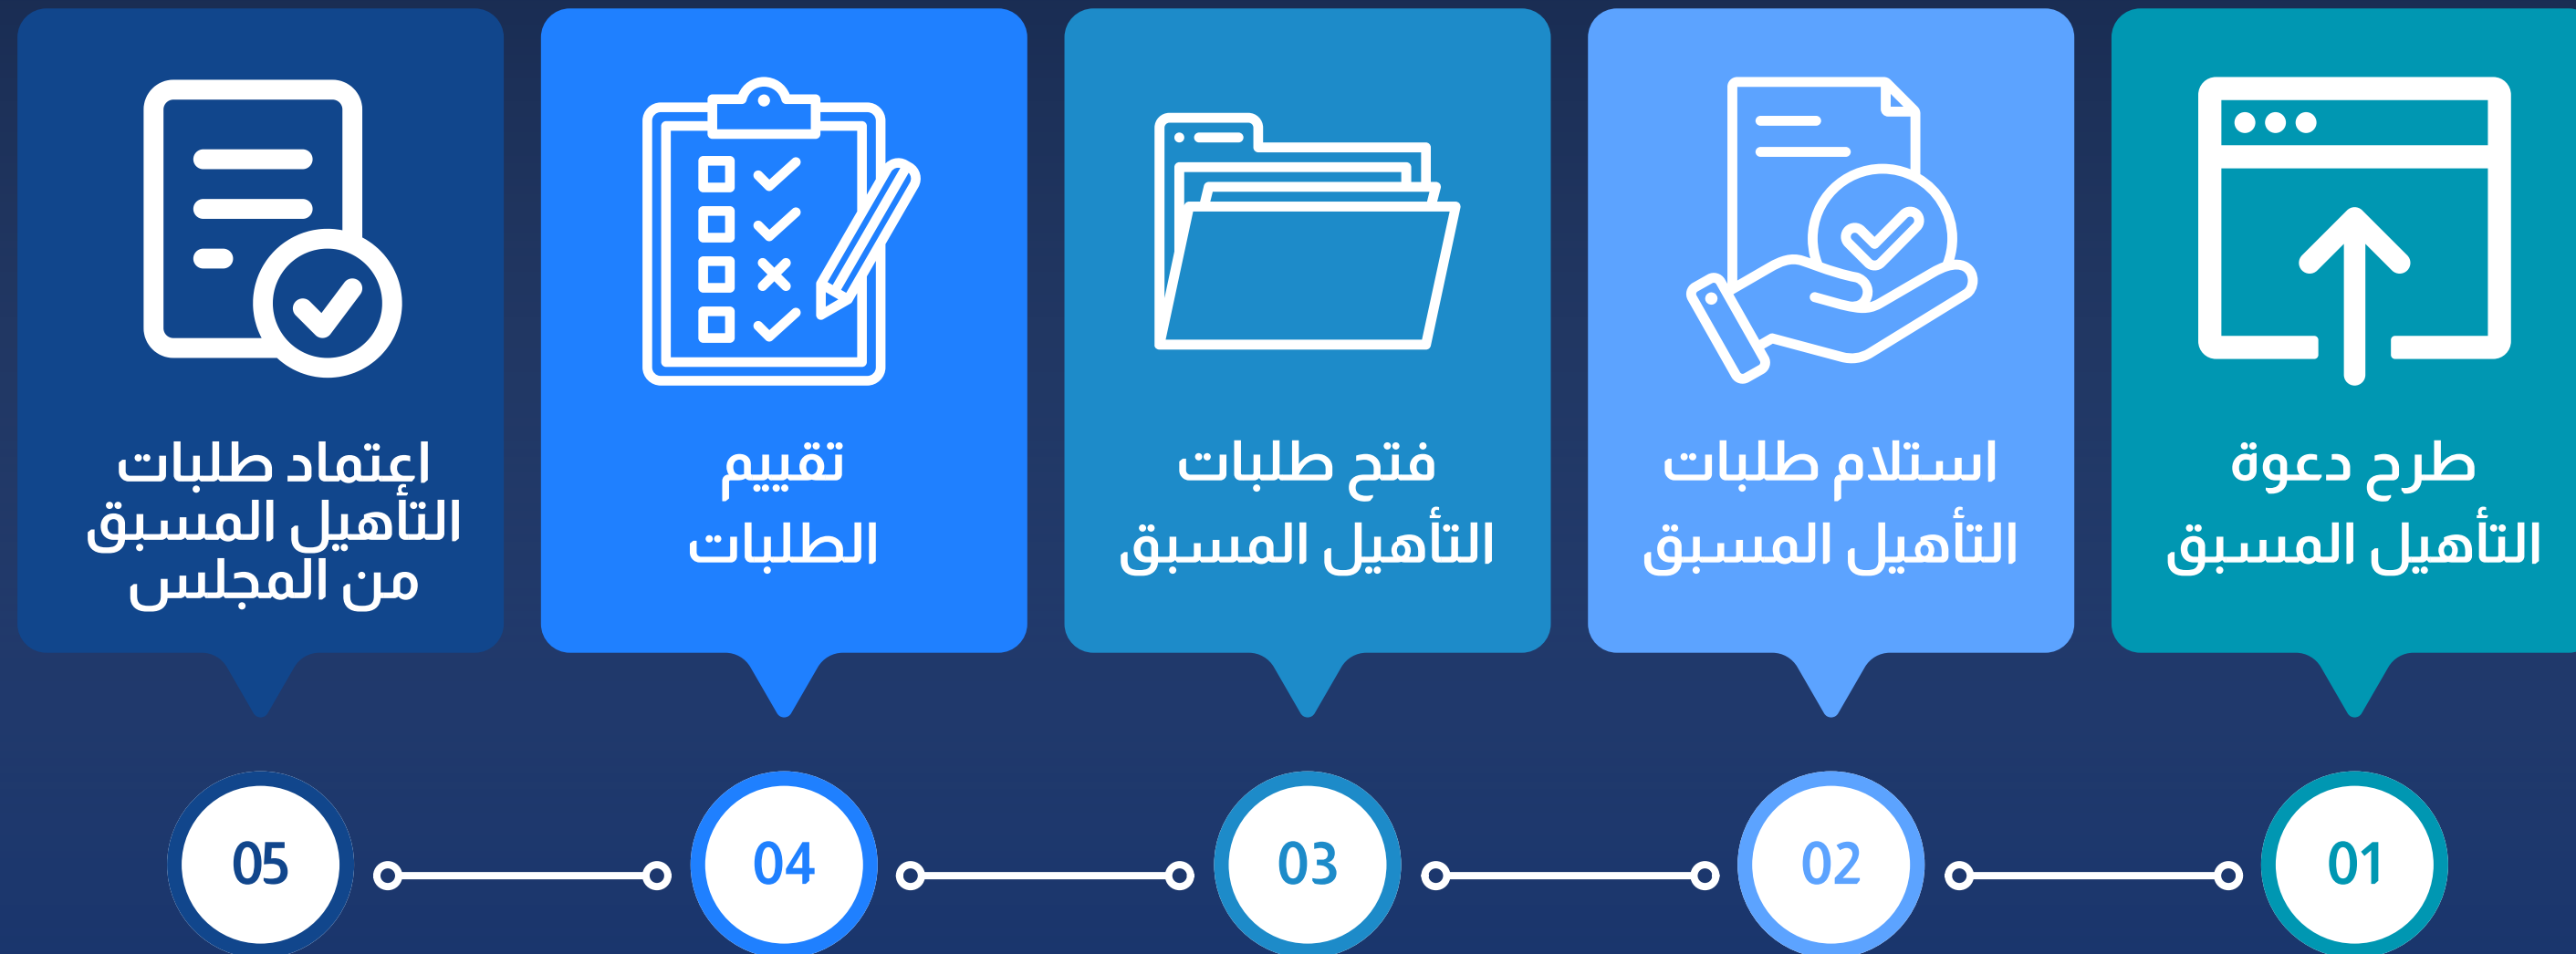 طرح دعوة
التأهيل المسبق
استلام طلبات
التأهيل المسبق
فتح طلبات
التأهيل المسبق
تقييم
الطلبات
اعتماد طلبات
التأهيل المسبق
من المجلس
01
02
03
04
05